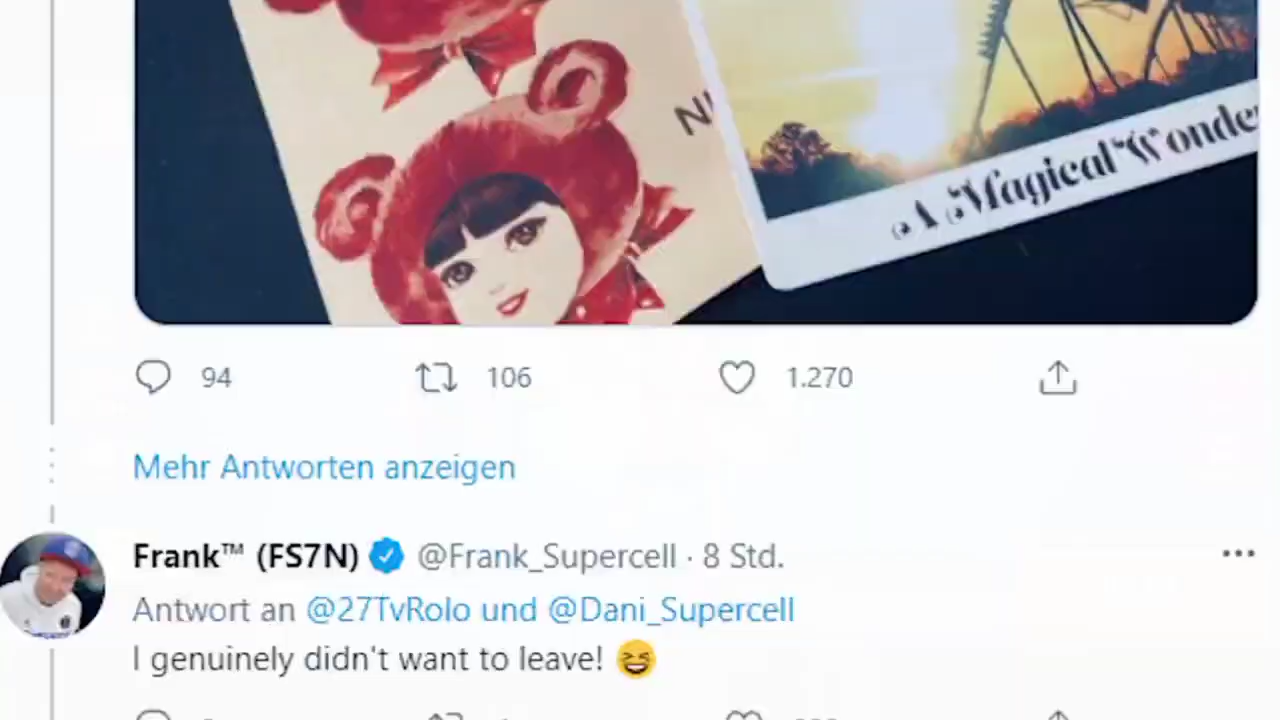 A Magical Wonder
94 106 1.270
Mehr Antworten anzeigen
Frank™ (FS7N) @Frank_Supercell · 8 Std.
Antwort an @27TvRolo und @Dani_Supercell
I genuinely didn't want to leave! 😆